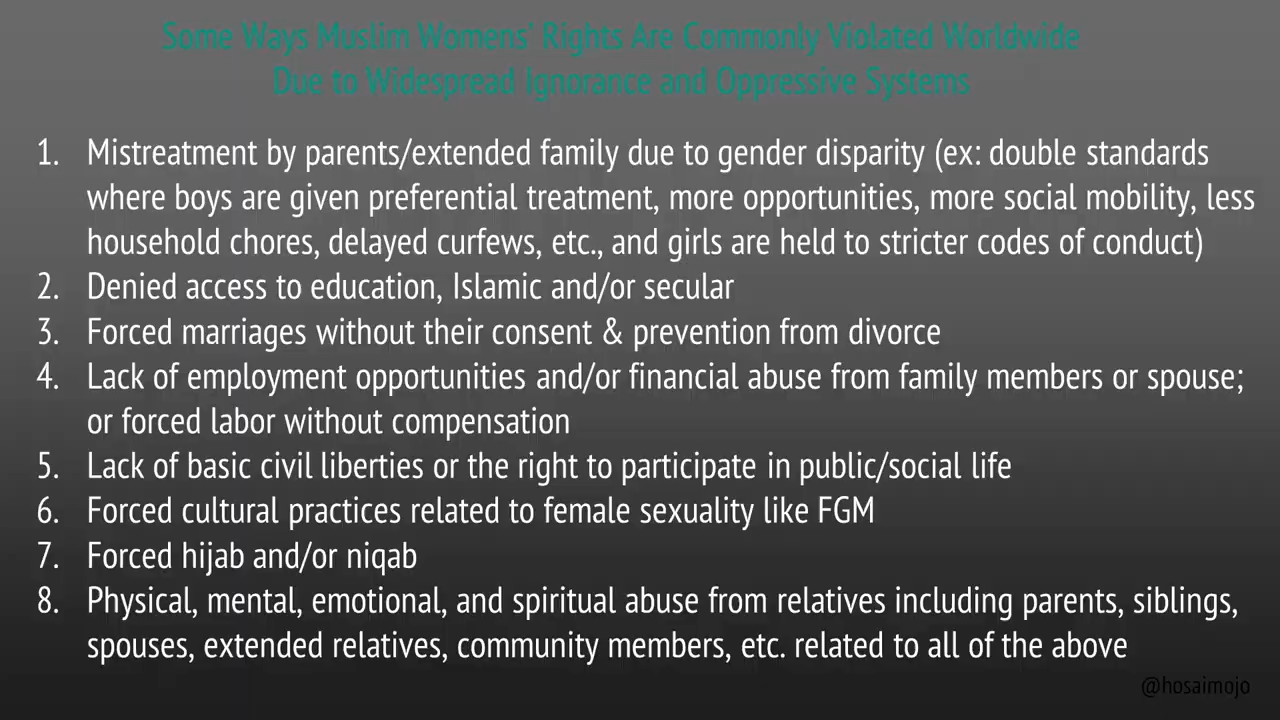 Some Ways Muslim Womens' Rights Are Commonly Violated Worldwide
Due to Widespread Ignorance and Oppressive Systems
1. Mistreatment by parents/extended family due to gender disparity (ex: double standards
where boys are given preferential treatment, more opportunities, more social mobility, less
household chores, delayed curfews, etc., and girls are held to stricter codes of conduct)
2. Denied access to education, Islamic and/or secular
3. Forced marriages without their consent & prevention from divorce
4. Lack of employment opportunities and/or financial abuse from family members or spouse;
or forced labor without compensation
5. Lack of basic civil liberties or the right to participate in public/social life
6. Forced cultural practices related to female sexuality like FGM
7. Forced hijab and/or niqab
8. Physical, mental, emotional, and spiritual abuse from relatives including parents, siblings,
spouses, extended relatives, community members, etc. related to all of the above
@hosaimojo